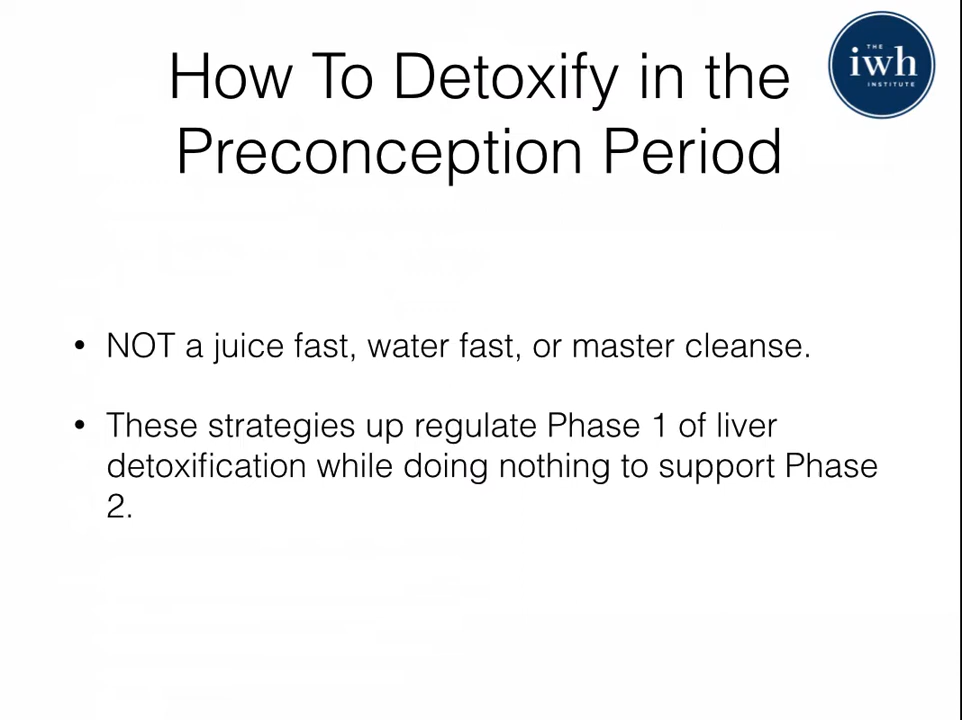 How To Detoxify in the
Preconception Period
THE
iwh
INSTITUTE
• NOT a juice fast, water fast, or master cleanse.
• These strategies up regulate Phase 1 of liver
detoxification while doing nothing to support Phase
2.